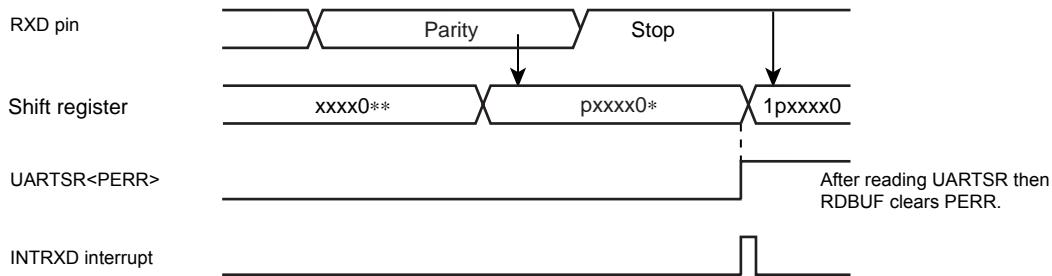 RXD pin
Parity
Stop
Shift register
xxxx0**
pxxxx0*
1pxxxx0
UARTSR<PERR>
After reading UARTSR then
RDBUF clears PERR.
INTRXD interrupt